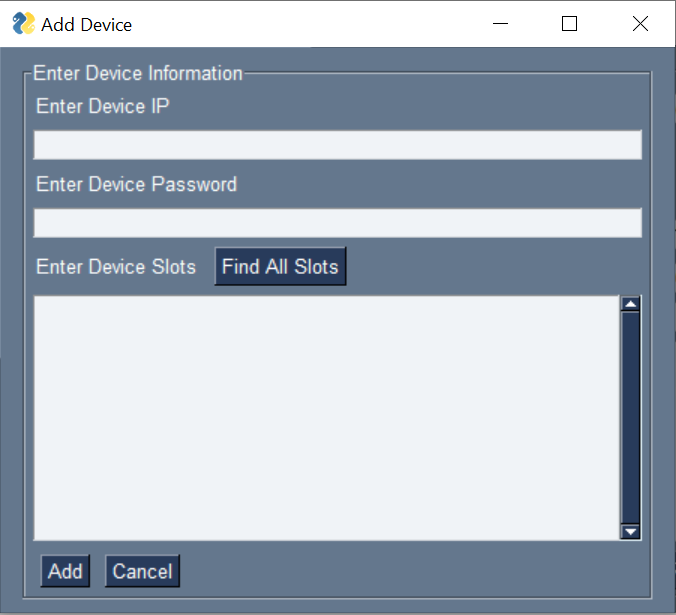 Add Device
Enter Device Information
Enter Device IP
Enter Device Password
Enter Device Slots Find All Slots
Add Cancel